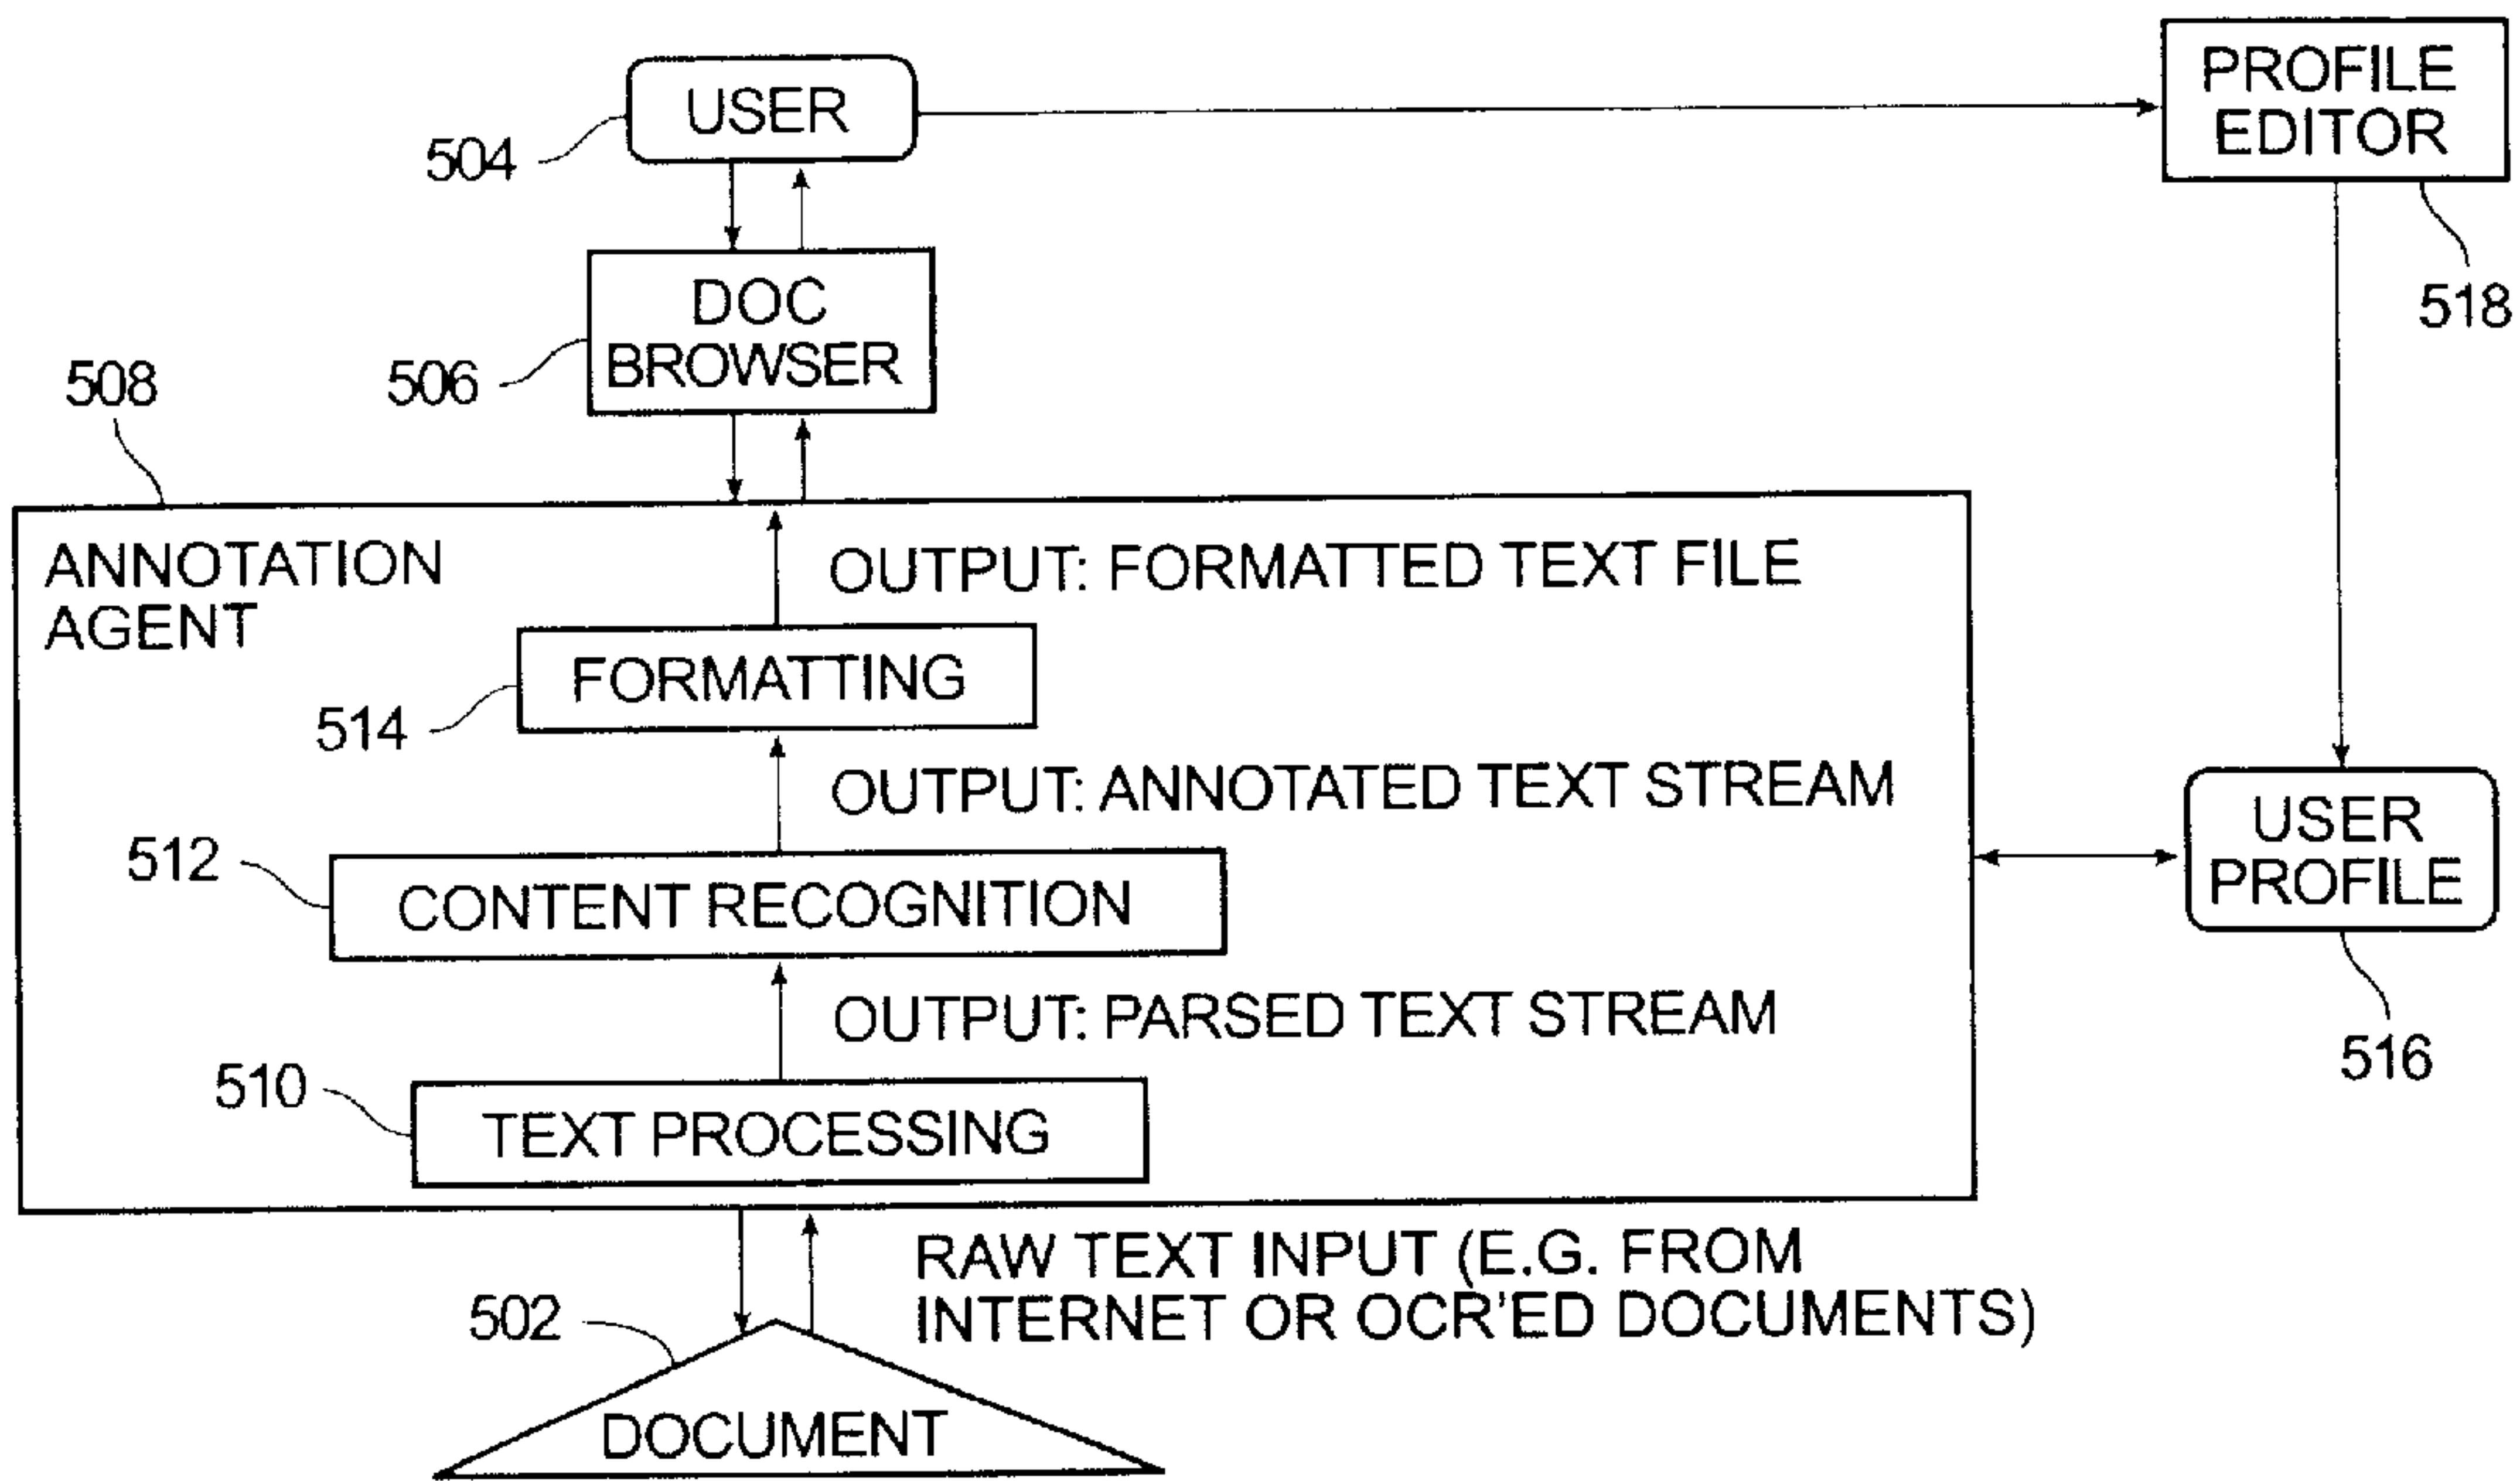 USER
504
PROFILE
EDITOR
518
DOC
BROWSER
506
508
ANNOTATION
AGENT
OUTPUT: FORMATTED TEXT FILE
FORMATTING
514
OUTPUT: ANNOTATED TEXT STREAM
USER
PROFILE
516
512
CONTENT RECOGNITION
OUTPUT: PARSED TEXT STREAM
510
TEXT PROCESSING
RAW TEXT INPUT (E.G. FROM
INTERNET OR OCR'ED DOCUMENTS)
502
DOCUMENT